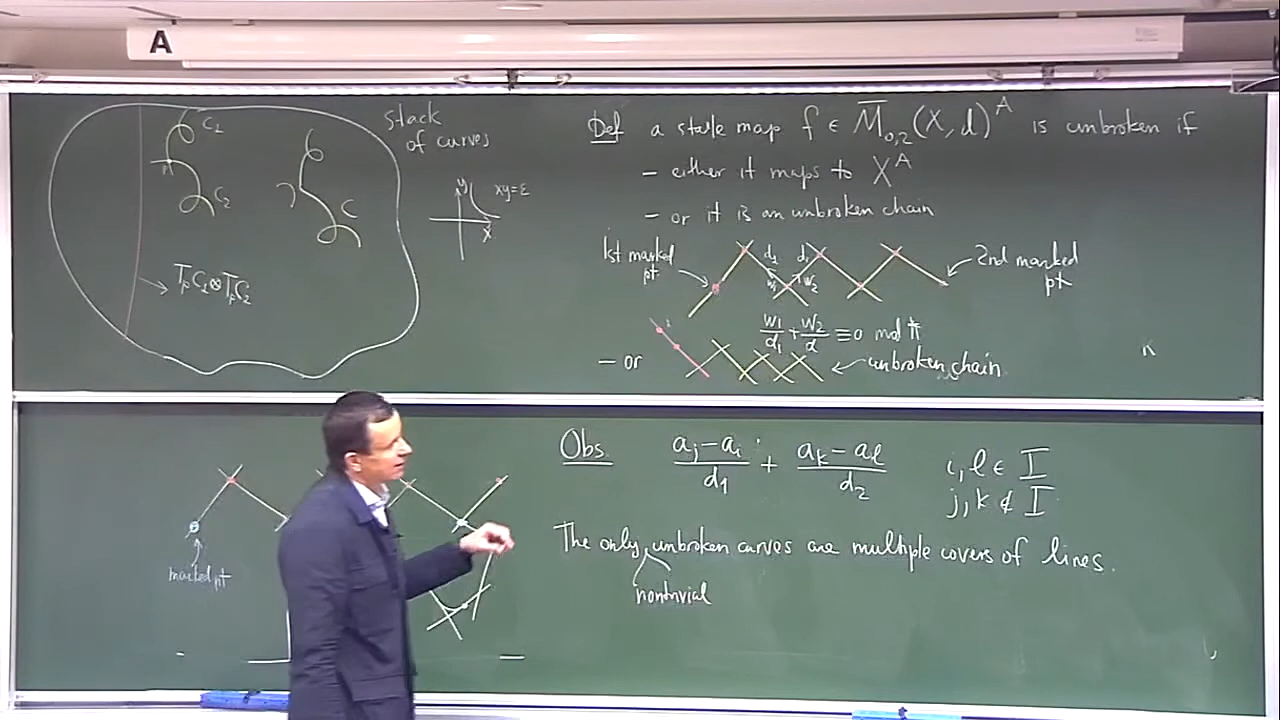 A
C₂
p
C₂
C
stack
of curves
y
xy=ε
x
TₚC₁⊗TₚC₂
Def a stable map f ∈ M̄₀,₂(X,d)^A is unbroken if
– either it maps to X^A
– or it is an unbroken chain
1st marked
pt
d₁
w₁
w₂
2nd marked
pt
w₁/d₁ + w₂/d ≡ 0 mod ħ
– or
unbroken chain
marked pt
Obs. (aⱼ−aᵢ)/d₁ + (aₖ−aₗ)/d₂
i, l ∈ I
j, k ∉ I
The only unbroken curves are multiple covers of lines.
nontrivial